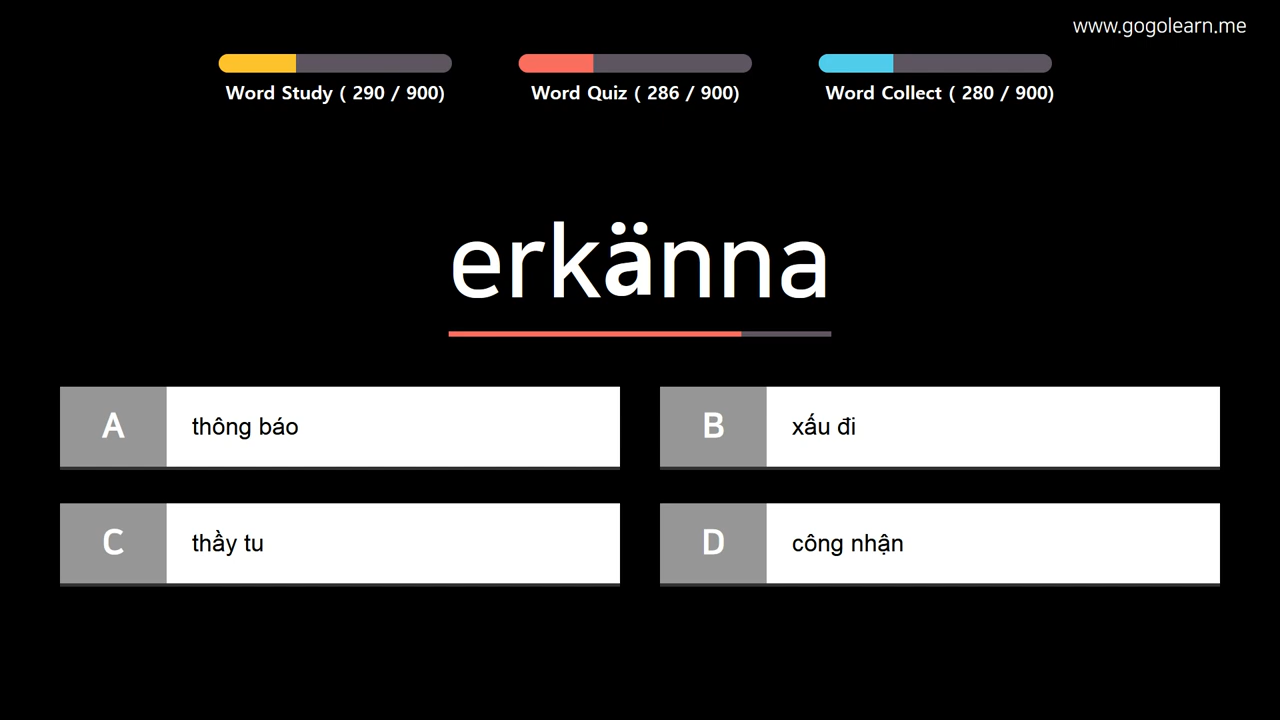 www.gogolearn.me
Word Study ( 290 / 900)
Word Quiz ( 286 / 900)
Word Collect ( 280 / 900)
erkänna
A thông báo
B xấu đi
C thầy tu
D công nhận